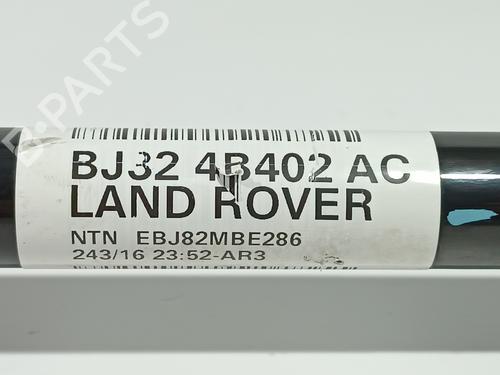 B-PARTS
BJ32 4B402 AC
LAND ROVER
NTN EBJ82MBE286
243/16 23:52-AR3